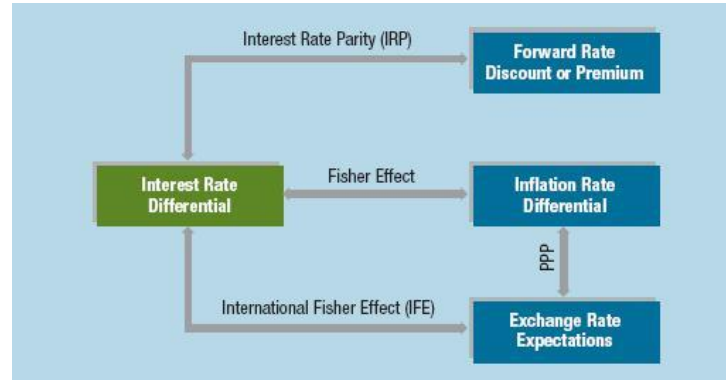 Interest Rate Parity (IRP)
Forward Rate
Discount or Premium
Interest Rate
Differential
Fisher Effect
Inflation Rate
Differential
PPP
International Fisher Effect (IFE)
Exchange Rate
Expectations